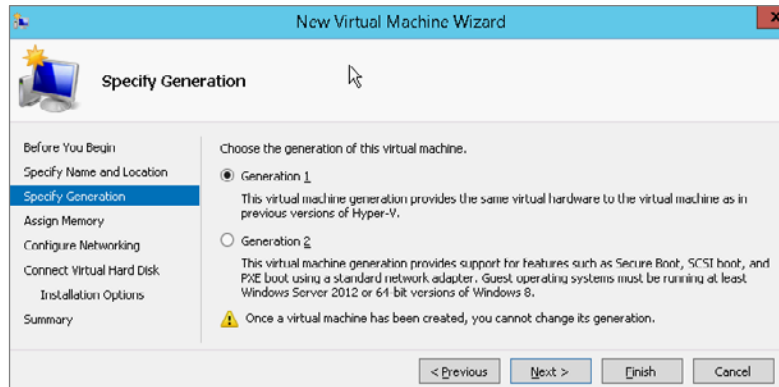 New Virtual Machine Wizard
x
Specify Generation
Before You Begin
Specify Name and Location
Specify Generation
Assign Memory
Configure Networking
Connect Virtual Hard Disk
Installation Options
Summary
Choose the generation of this virtual machine.
Generation 1
This virtual machine generation provides the same virtual hardware to the virtual machine as in
previous versions of Hyper-V.
Generation 2
This virtual machine generation provides support for features such as Secure Boot, SCSI boot, and
PXE boot using a standard network adapter. Guest operating systems must be running at least
Windows Server 2012 or 64-bit versions of Windows 8.
Once a virtual machine has been created, you cannot change its generation.
< Previous
Next >
Finish
Cancel